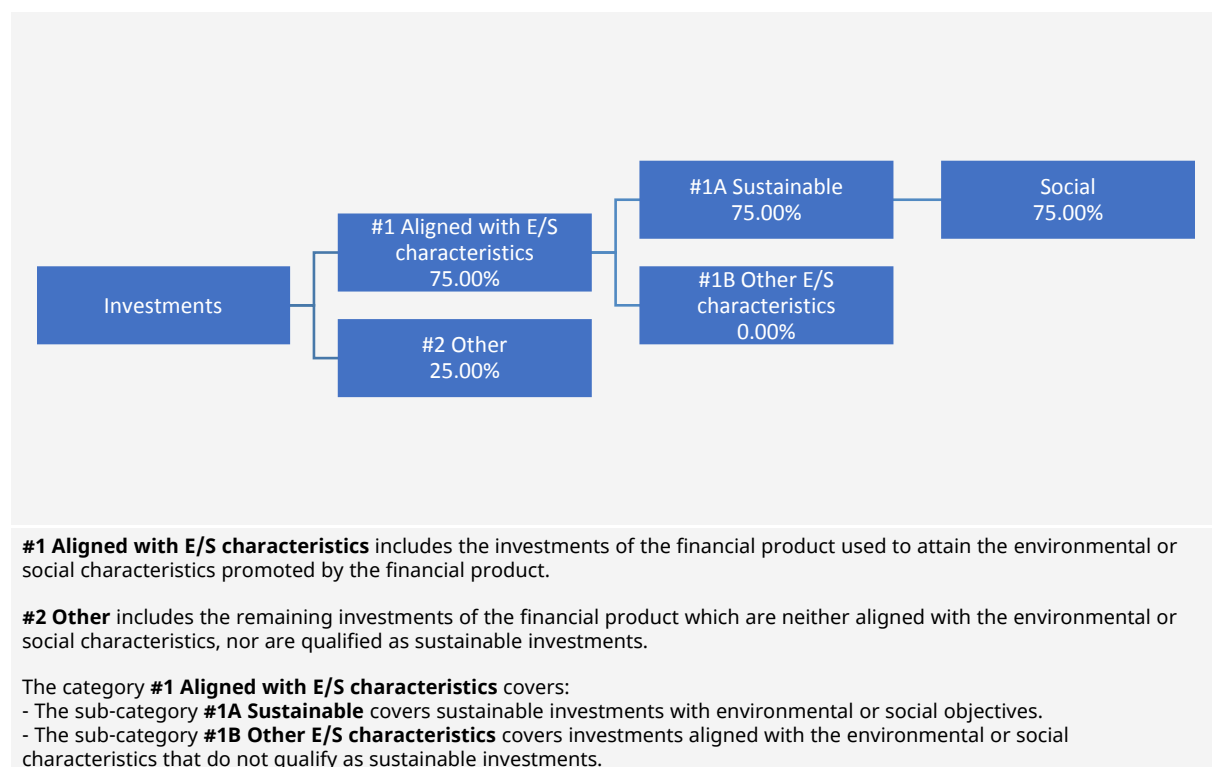 Investments
#1 Aligned with E/S
characteristics
75.00%
#2 Other
25.00%
#1A Sustainable
75.00%
#1B Other E/S
characteristics
0.00%
Social
75.00%
#1 Aligned with E/S characteristics includes the investments of the financial product used to attain the environmental or
social characteristics promoted by the financial product.
#2 Other includes the remaining investments of the financial product which are neither aligned with the environmental or
social characteristics, nor are qualified as sustainable investments.
The category #1 Aligned with E/S characteristics covers:
- The sub-category #1A Sustainable covers sustainable investments with environmental or social objectives.
- The sub-category #1B Other E/S characteristics covers investments aligned with the environmental or social
characteristics that do not qualify as sustainable investments.